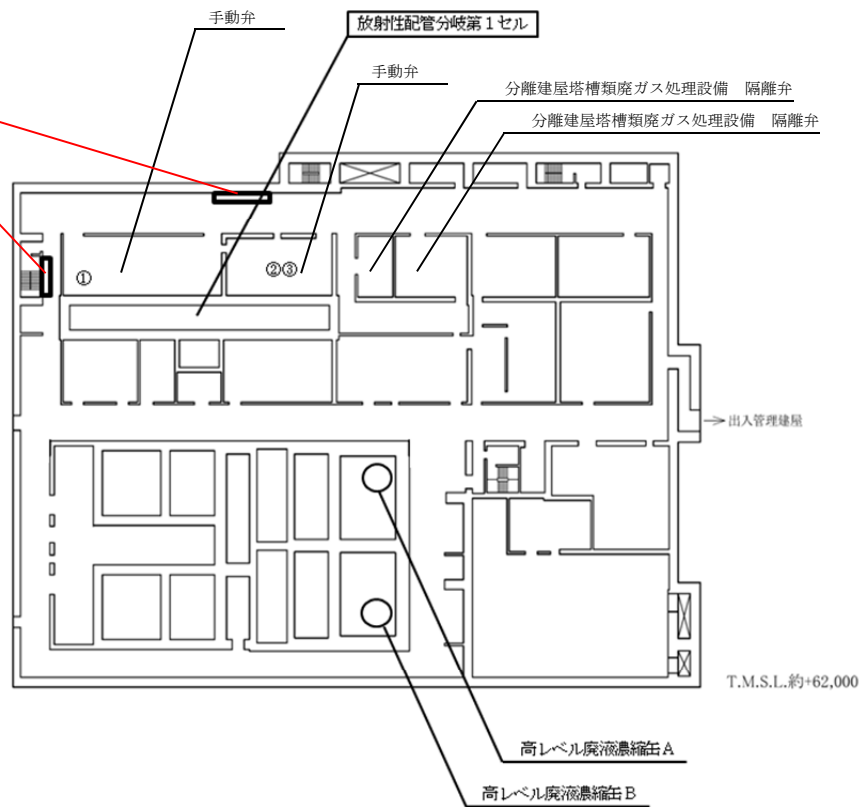 手動弁
放射性配管分岐第1セル
手動弁
分離建屋塔槽類廃ガス処理設備　隔離弁
分離建屋塔槽類廃ガス処理設備　隔離弁
①
②③
出入管理建屋
T.M.S.L.約+62,000
高レベル廃液濃縮缶A
高レベル廃液濃縮缶B